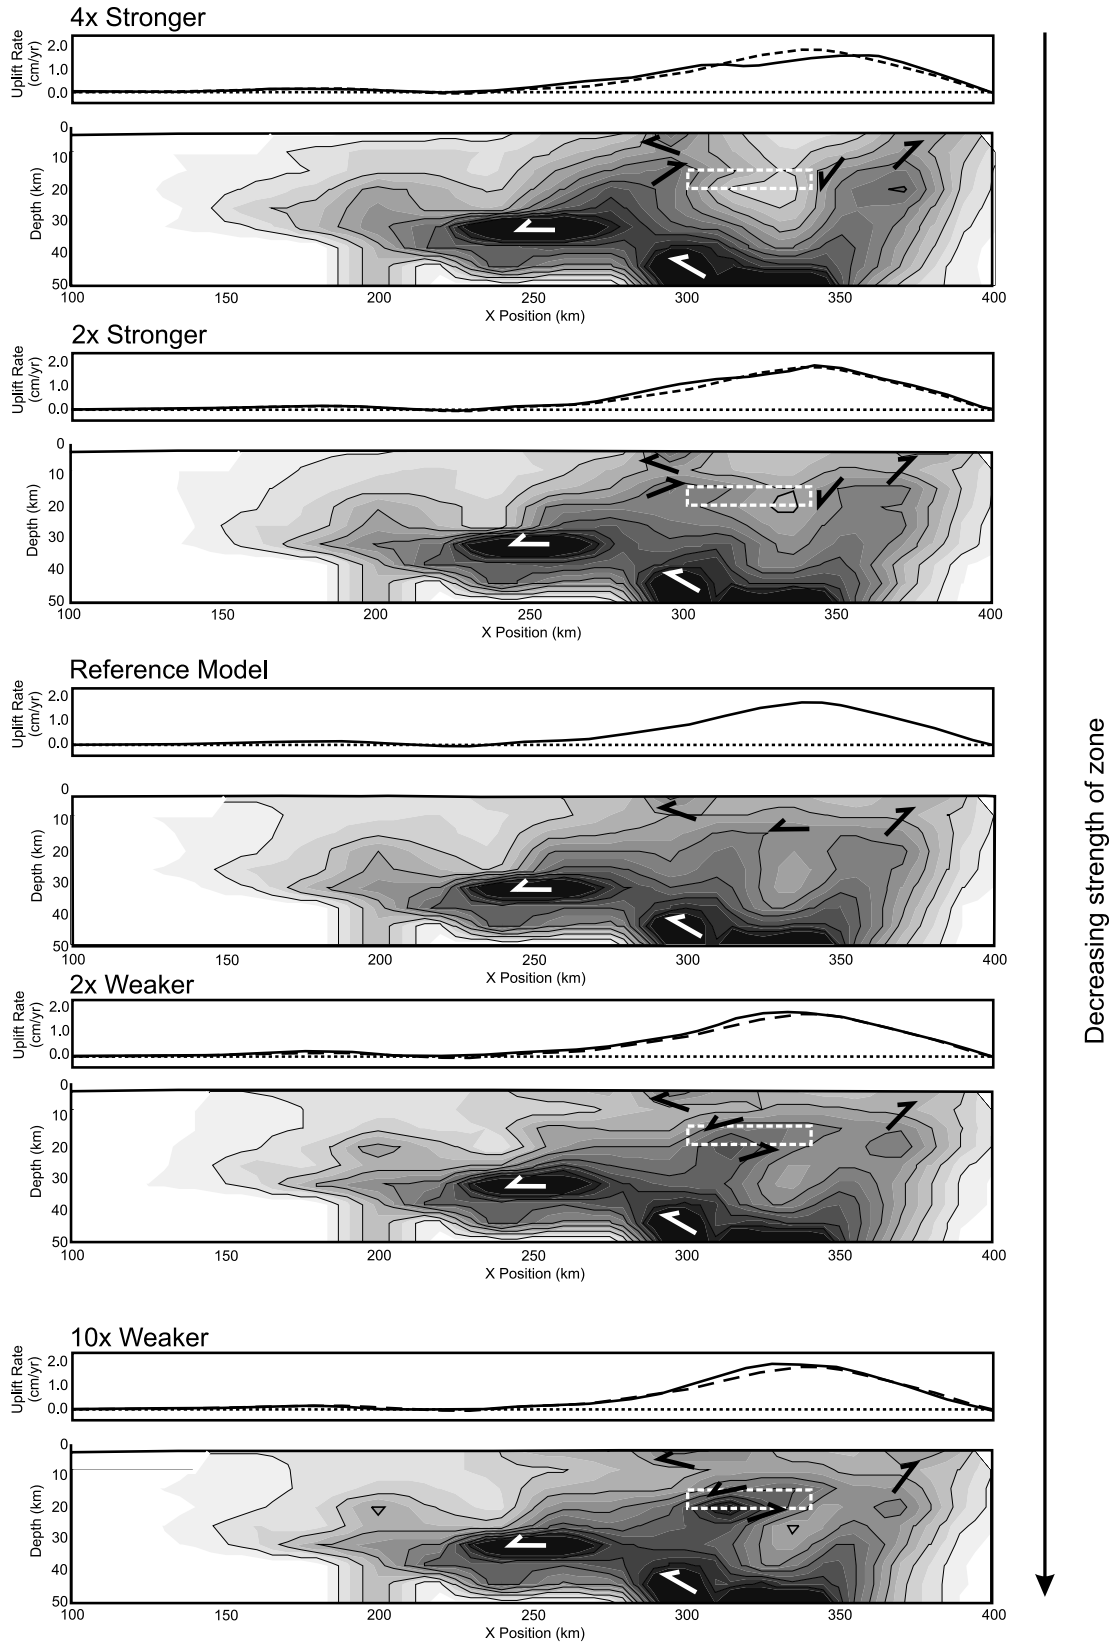 4x Stronger
Uplift Rate
(cm/yr)
2.0
1.0
0.0
Depth (km)
0
10
20
30
40
50
100 150 200 250 300 350 400
X Position (km)
2x Stronger
Uplift Rate
(cm/yr)
2.0
1.0
0.0
Depth (km)
0
10
20
30
40
50
100 150 200 250 300 350 400
X Position (km)
Reference Model
Uplift Rate
(cm/yr)
2.0
1.0
0.0
Depth (km)
0
10
20
30
40
50
100 150 200 250 300 350 400
X Position (km)
2x Weaker
Uplift Rate
(cm/yr)
2.0
1.0
0.0
Depth (km)
0
10
20
30
40
50
100 150 200 250 300 350 400
X Position (km)
10x Weaker
Uplift Rate
(cm/yr)
2.0
1.0
0.0
Depth (km)
0
10
20
30
40
50
100 150 200 250 300 350 400
X Position (km)
Decreasing strength of zone